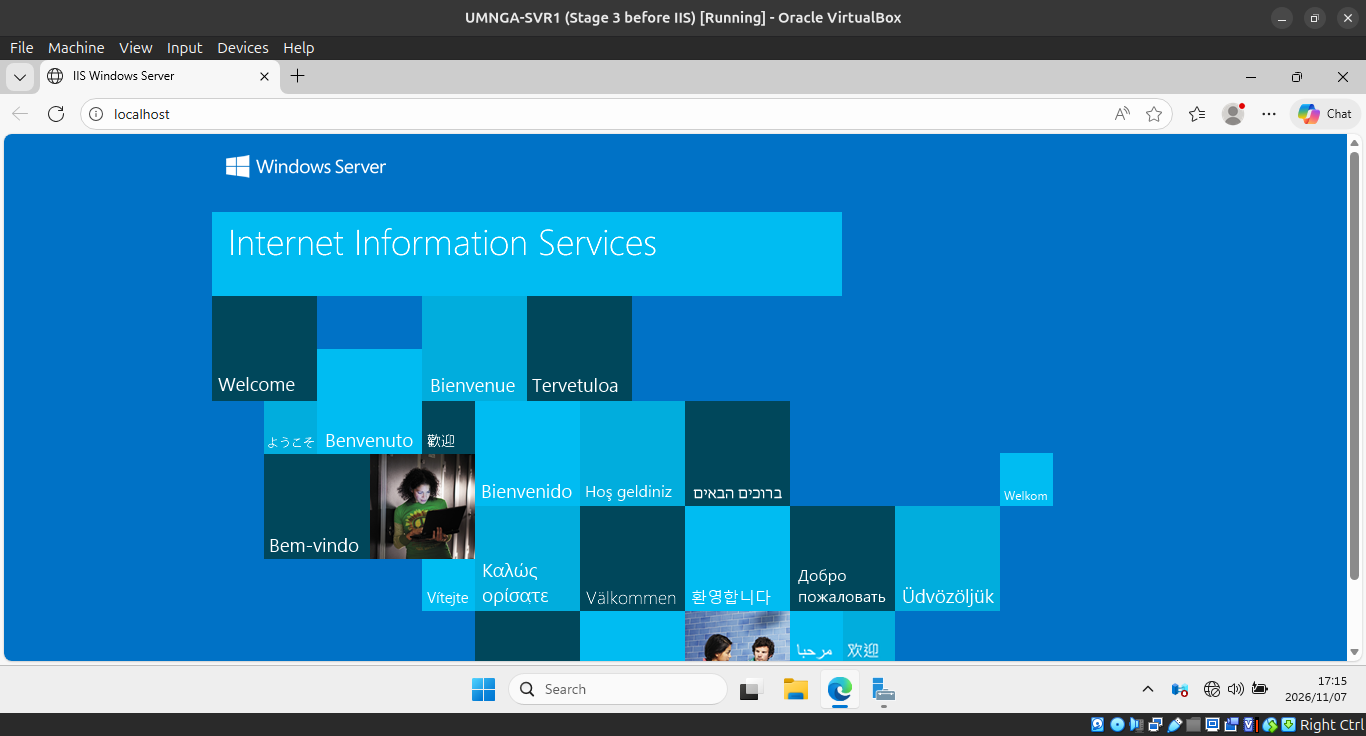 UMNGA-SVR1 (Stage 3 before IIS) [Running] - Oracle VirtualBox
File Machine View Input Devices Help
IIS Windows Server
localhost
Chat
Windows Server
Internet Information Services
Welcome
Bienvenue
Tervetuloa
ようこそ
Benvenuto
歡迎
Bienvenido
Hoş geldiniz
ברוכים הבאים
Welkom
Bem-vindo
Vítejte
Καλώς
ορίσατε
Välkommen
환영합니다
Добро
пожаловать
Üdvözöljük
مرحبا
欢迎
Search
17:15
2026/11/07
Right Ctrl